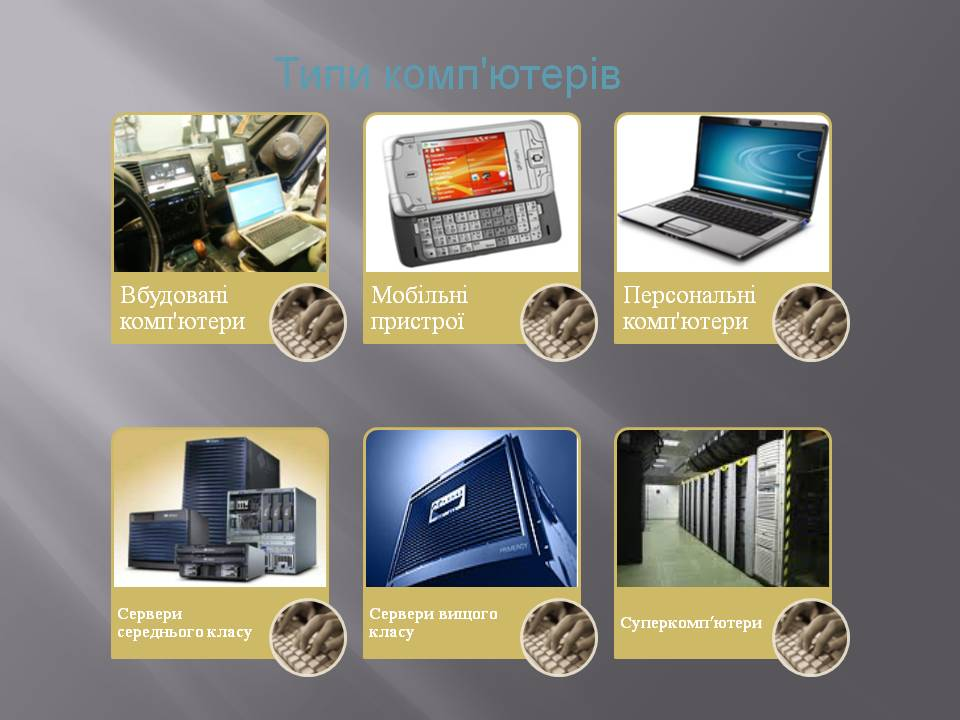 Типи комп'ютерів
Вбудовані
комп'ютери
Мобільні
пристрої
Персональні
комп'ютери
Сервери
середнього класу
PRIMERGY
Сервери вищого
класу
Суперкомп'ютери